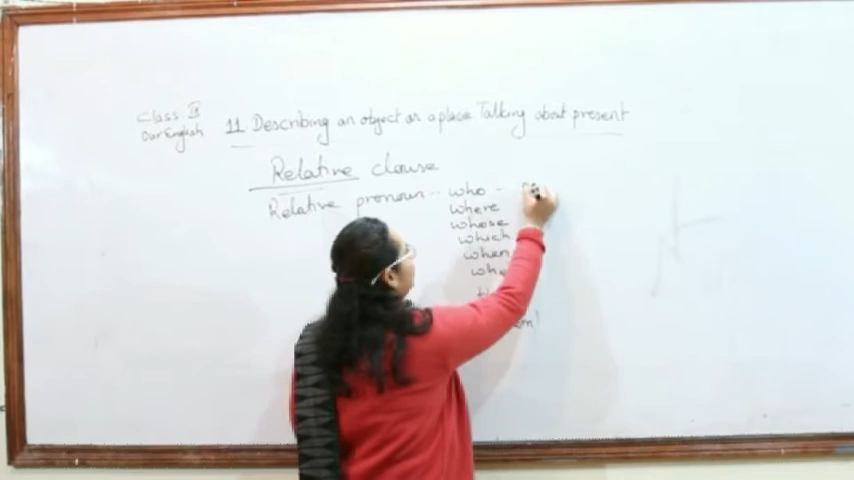 Class IX
Our English
11 Describing an object or a place Talking about present
Relative clause
Relative pronoun - who -
where
whose
which
when